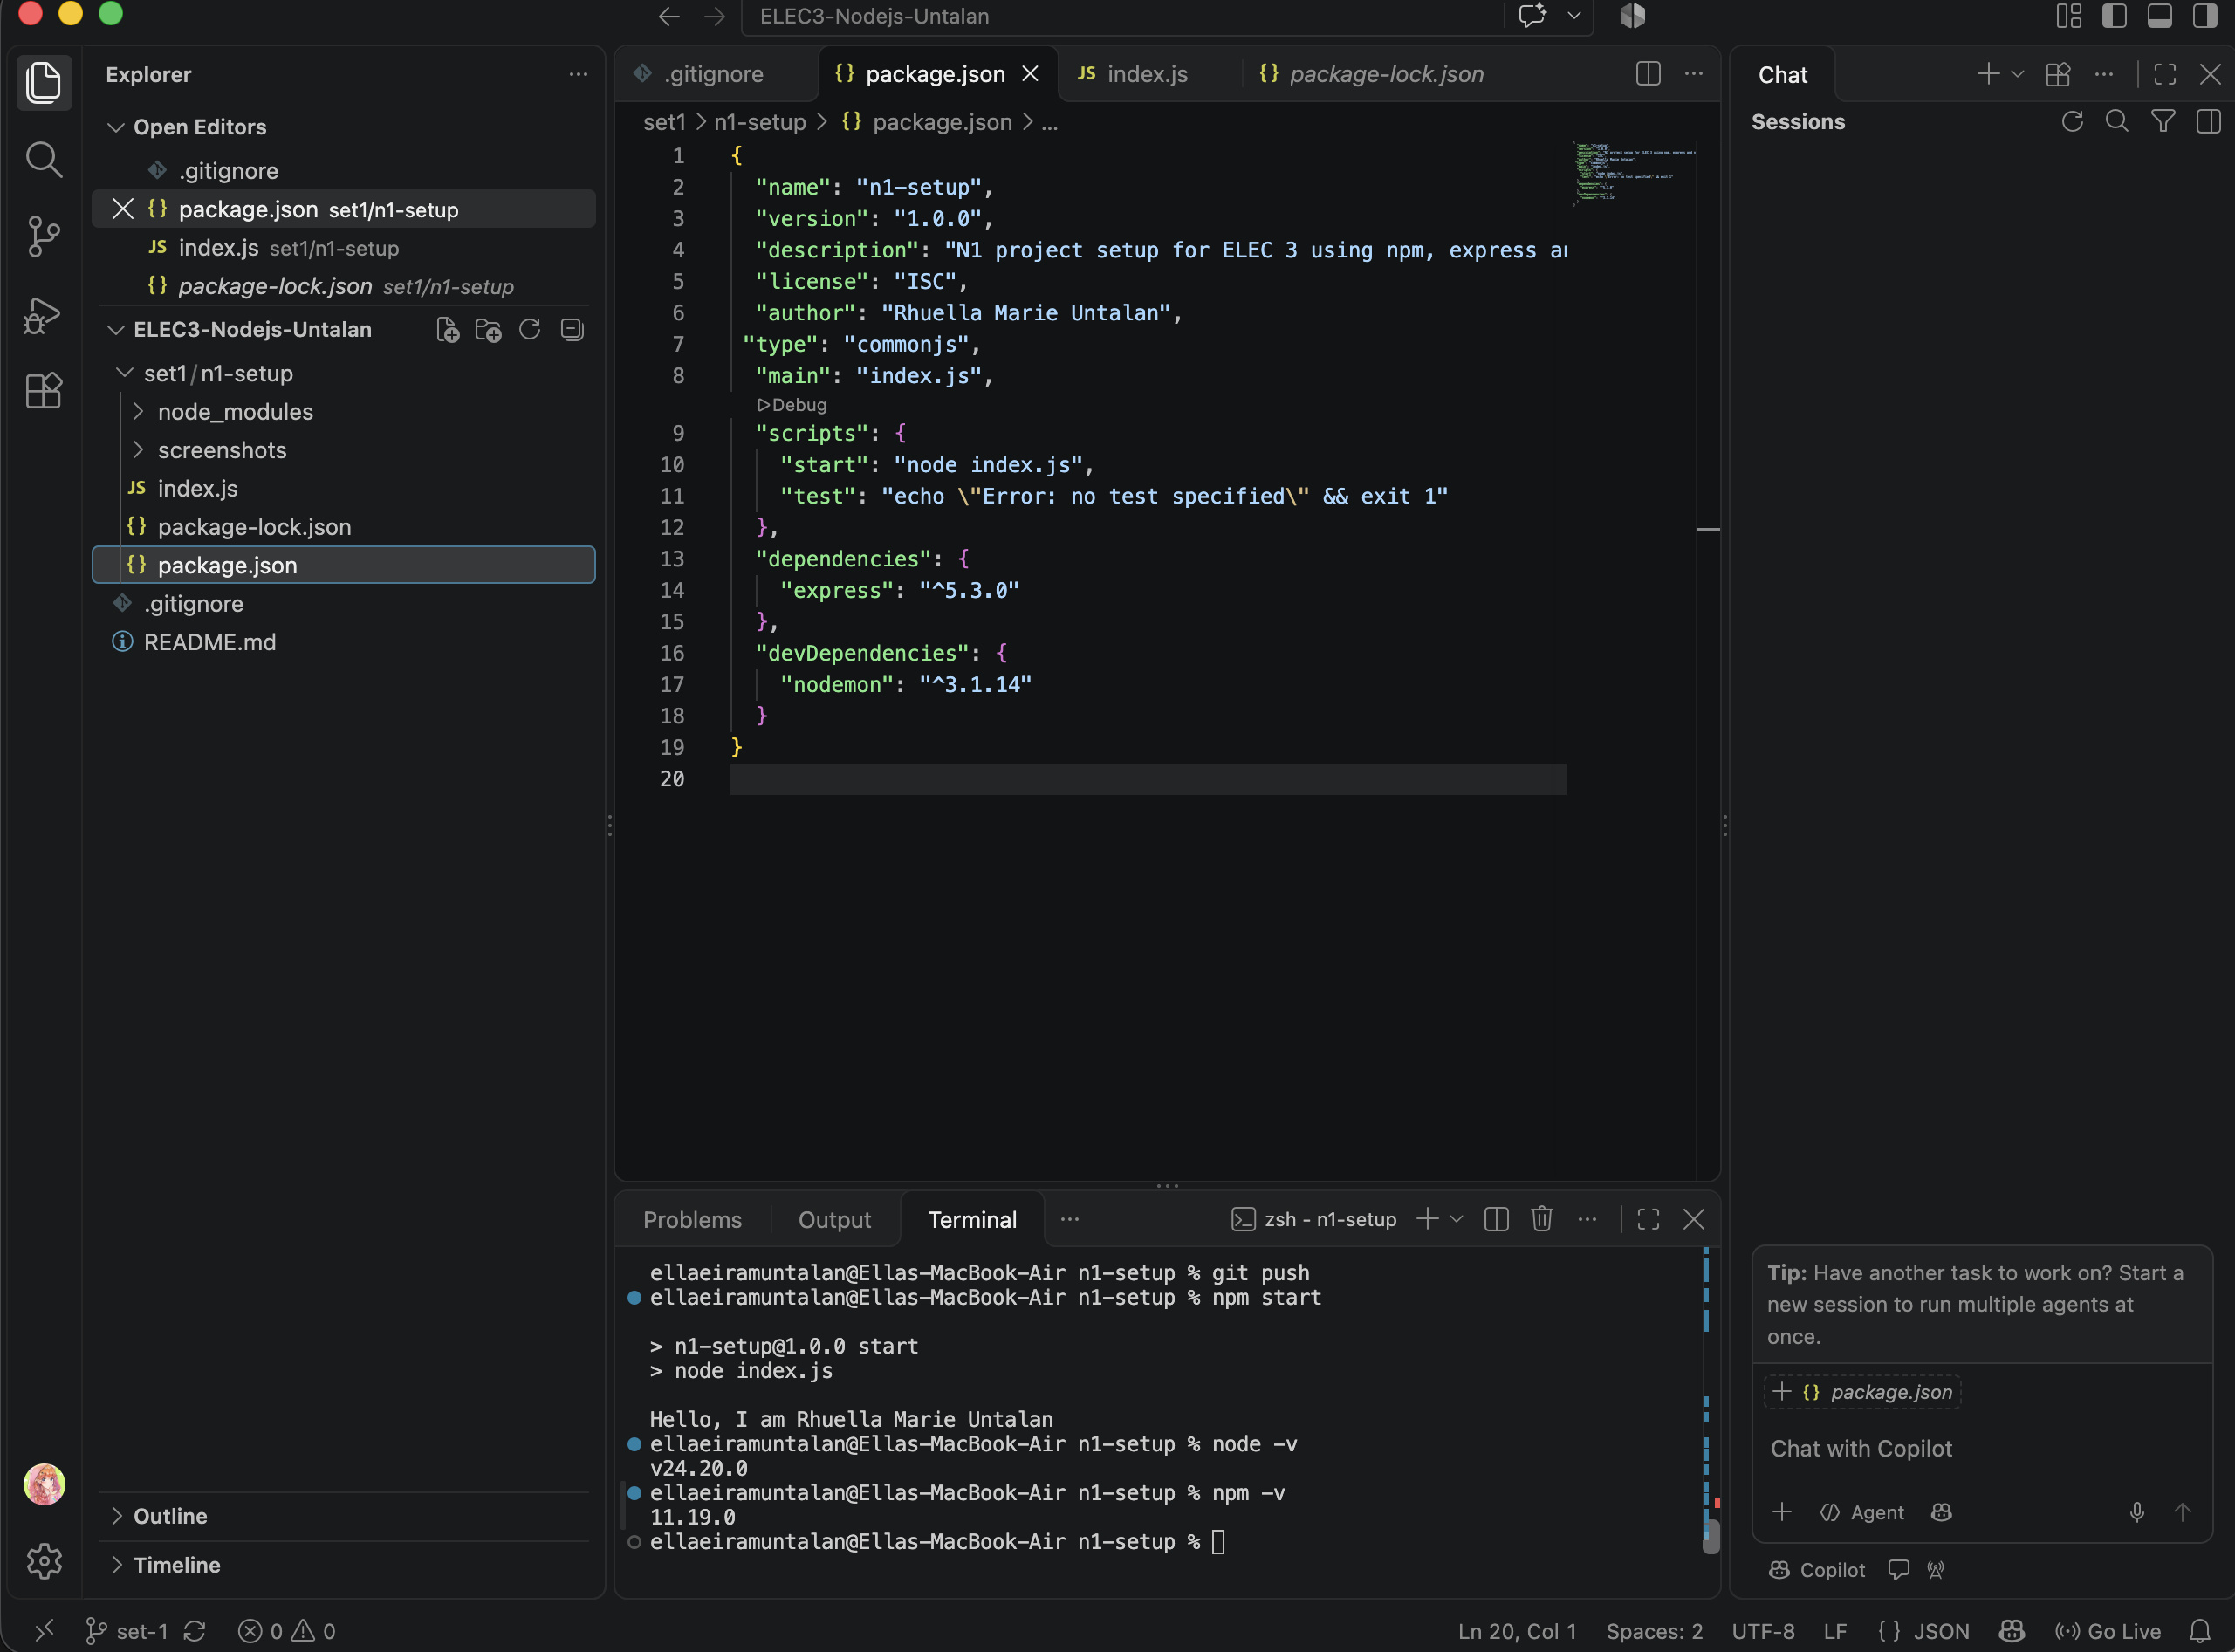 ELEC3-Nodejs-Untalan
Explorer
Open Editors
.gitignore
package.json set1/n1-setup
index.js set1/n1-setup
package-lock.json set1/n1-setup
ELEC3-Nodejs-Untalan
set1/n1-setup
node_modules
screenshots
JS index.js
{} package-lock.json
{} package.json
.gitignore
README.md
Outline
Timeline
.gitignore
{} package.json
JS index.js
{} package-lock.json
set1 > n1-setup > {} package.json > ...
1 {
2 "name": "n1-setup",
3 "version": "1.0.0",
4 "description": "N1 project setup for ELEC 3 using npm, express
5 "license": "ISC",
6 "author": "Rhuella Marie Untalan",
7 "type": "commonjs",
8 "main": "index.js",
Debug
9 "scripts": {
10 "start": "node index.js",
11 "test": "echo \"Error: no test specified\" && exit 1"
12 },
13 "dependencies": {
14 "express": "^5.3.0"
15 },
16 "devDependencies": {
17 "nodemon": "^3.1.14"
18 }
19 }
20
Problems
Output
Terminal
zsh - n1-setup
ellaeiramuntalan@Ellas-MacBook-Air n1-setup % git push
ellaeiramuntalan@Ellas-MacBook-Air n1-setup % npm start
> n1-setup@1.0.0 start
> node index.js
Hello, I am Rhuella Marie Untalan
ellaeiramuntalan@Ellas-MacBook-Air n1-setup % node -v
v24.20.0
ellaeiramuntalan@Ellas-MacBook-Air n1-setup % npm -v
11.19.0
ellaeiramuntalan@Ellas-MacBook-Air n1-setup %
Chat
Sessions
Tip: Have another task to work on? Start a
new session to run multiple agents at
once.
{} package.json
Chat with Copilot
Agent
Copilot
set-1
0
0
Ln 20, Col 1
Spaces: 2
UTF-8
LF
{} JSON
Go Live